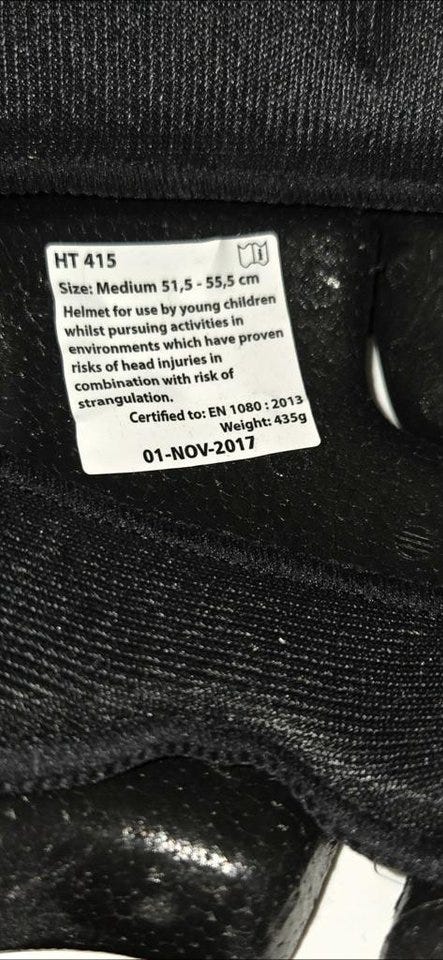 HT 415
Size: Medium 51,5 - 55,5 cm
Helmet for use by young children
whilst pursuing activities in
environments which have proven
risks of head injuries in
combination with risk of
strangulation.
Certified to: EN 1080 : 2013
Weight: 435g
01-NOV-2017